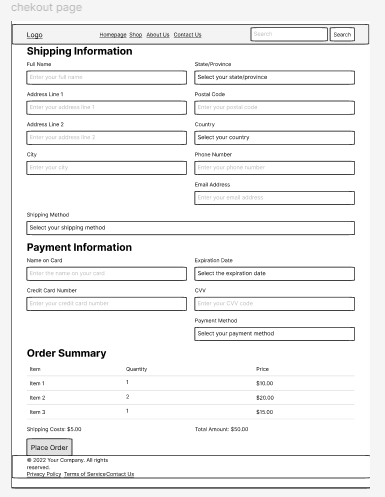 chekout page
Logo Homepage Shop About Us Contact Us Search Search
Shipping Information
Full Name State/Province
Enter your full name Select your state/province
Address Line 1 Postal Code
Enter your address line 1 Enter your postal code
Address Line 2 Country
Enter your address line 2 Select your country
City Phone Number
Enter your city Enter your phone number
Email Address
Enter your email address
Shipping Method
Select your shipping method
Payment Information
Name on Card Expiration Date
Enter the name on your card Select the expiration date
Credit Card Number CVV
Enter your credit card number Enter your CVV code
Payment Method
Select your payment method
Order Summary
Item Quantity Price
Item 1 1 $10.00
Item 2 2 $20.00
Item 3 1 $15.00
Shipping Costs: $5.00 Total Amount: $50.00
Place Order
© 2022 Your Company. All rights
reserved.
Privacy Policy Terms of ServiceContact Us